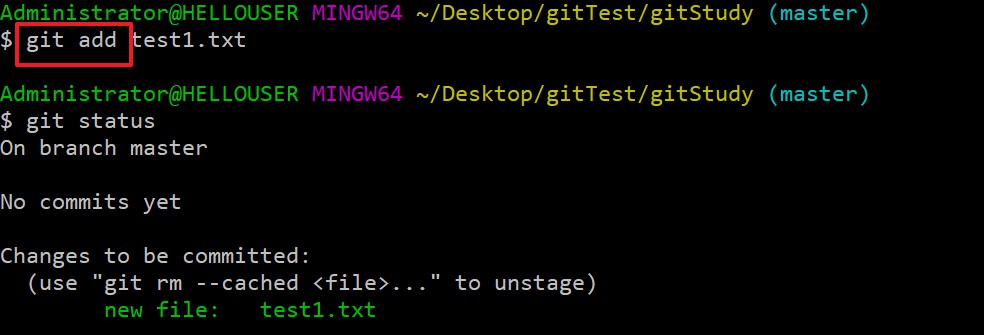 Administrator@HELLOUSER MINGW64 ~/Desktop/gitTest/gitStudy (master)
$ git add test1.txt
Administrator@HELLOUSER MINGW64 ~/Desktop/gitTest/gitStudy (master)
$ git status
On branch master
No commits yet
Changes to be committed:
  (use "git rm --cached <file>..." to unstage)
        new file:   test1.txt